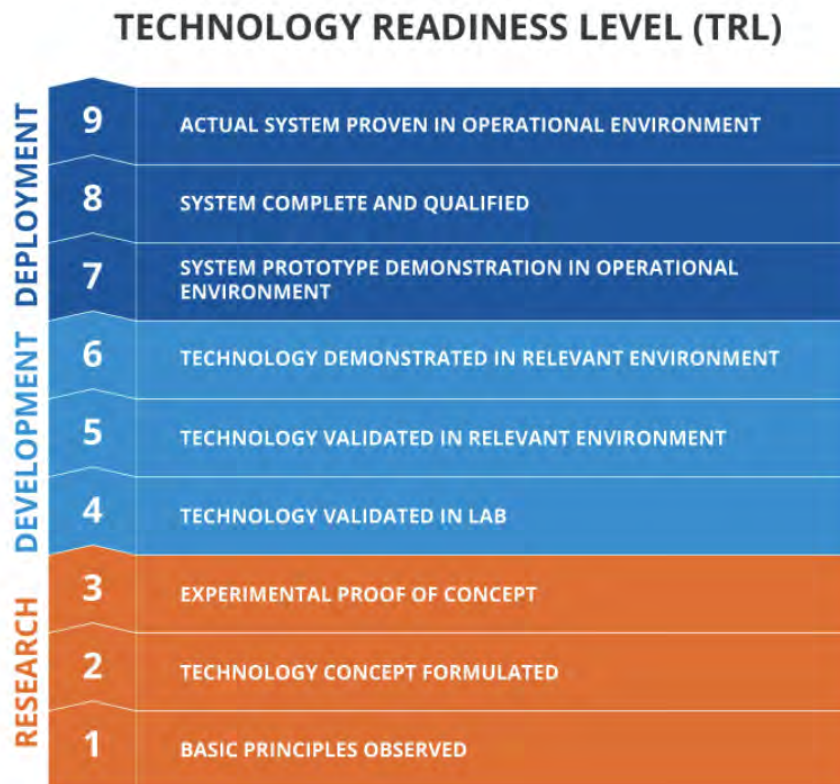 TECHNOLOGY READINESS LEVEL (TRL)
DEPLOYMENT
9
ACTUAL SYSTEM PROVEN IN OPERATIONAL ENVIRONMENT
8
SYSTEM COMPLETE AND QUALIFIED
7
SYSTEM PROTOTYPE DEMONSTRATION IN OPERATIONAL
ENVIRONMENT
DEVELOPMENT
6
TECHNOLOGY DEMONSTRATED IN RELEVANT ENVIRONMENT
5
TECHNOLOGY VALIDATED IN RELEVANT ENVIRONMENT
4
TECHNOLOGY VALIDATED IN LAB
RESEARCH
3
EXPERIMENTAL PROOF OF CONCEPT
2
TECHNOLOGY CONCEPT FORMULATED
1
BASIC PRINCIPLES OBSERVED